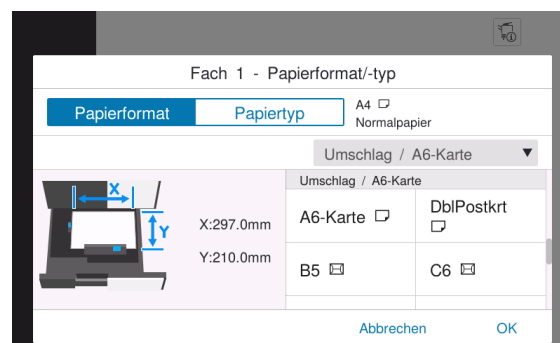 Fach 1 - Papierformat/-typ
Papierformat
Papiertyp
A4
Normalpapier
Umschlag / A6-Karte
Umschlag / A6-Karte
X
Y
X:297.0mm
Y:210.0mm
A6-Karte
DblPostkrt
B5
C6
Abbrechen
OK